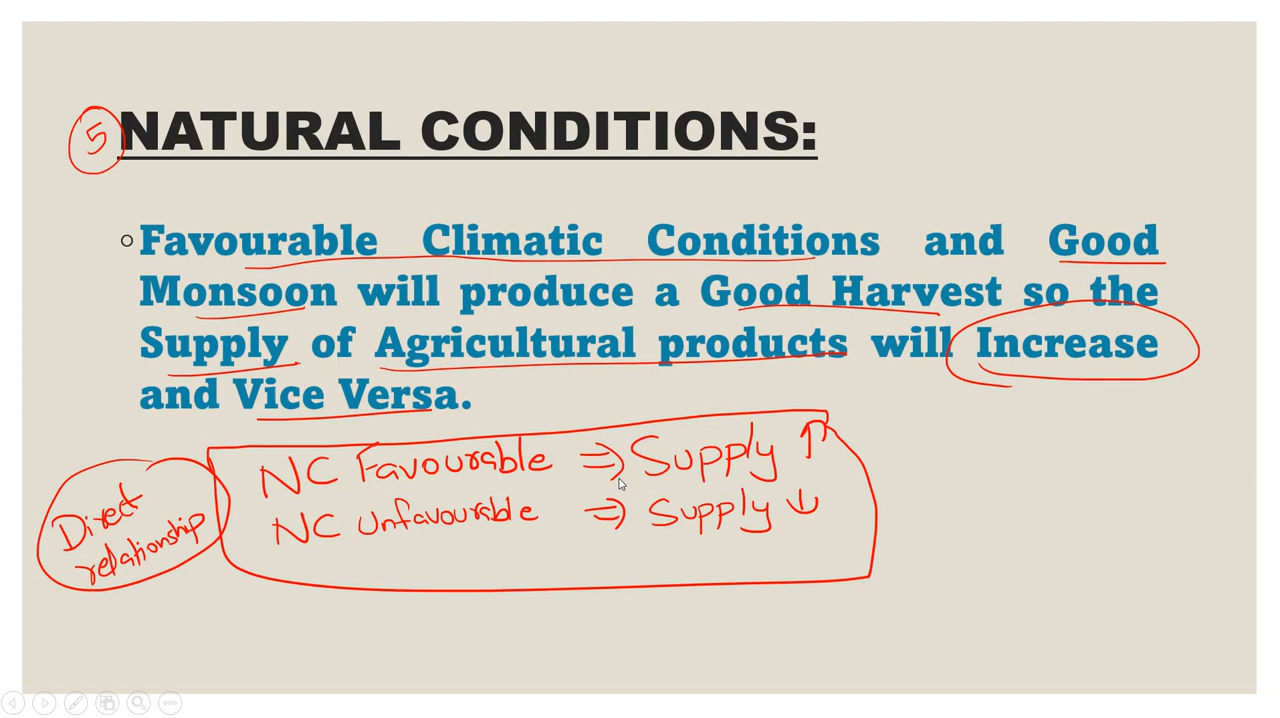 5 NATURAL CONDITIONS:
Favourable Climatic Conditions and Good
Monsoon will produce a Good Harvest so the
Supply of Agricultural products will Increase
and Vice Versa.
NC Favourable ⇒ Supply ↑
NC Unfavourable ⇒ Supply ↓
Direct
relationship